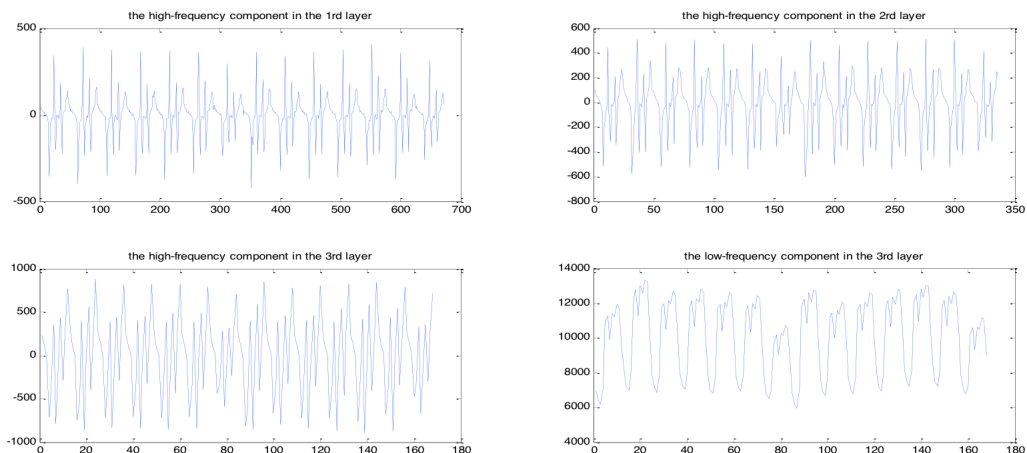 the high-frequency component in the 1rd layer
500
0
-500
0 100 200 300 400 500 600 700
the high-frequency component in the 2rd layer
600
400
200
0
-200
-400
-600
-800
0 50 100 150 200 250 300 350
the high-frequency component in the 3rd layer
1000
500
0
-500
-1000
0 20 40 60 80 100 120 140 160 180
the low-frequency component in the 3rd layer
14000
12000
10000
8000
6000
4000
0 20 40 60 80 100 120 140 160 180